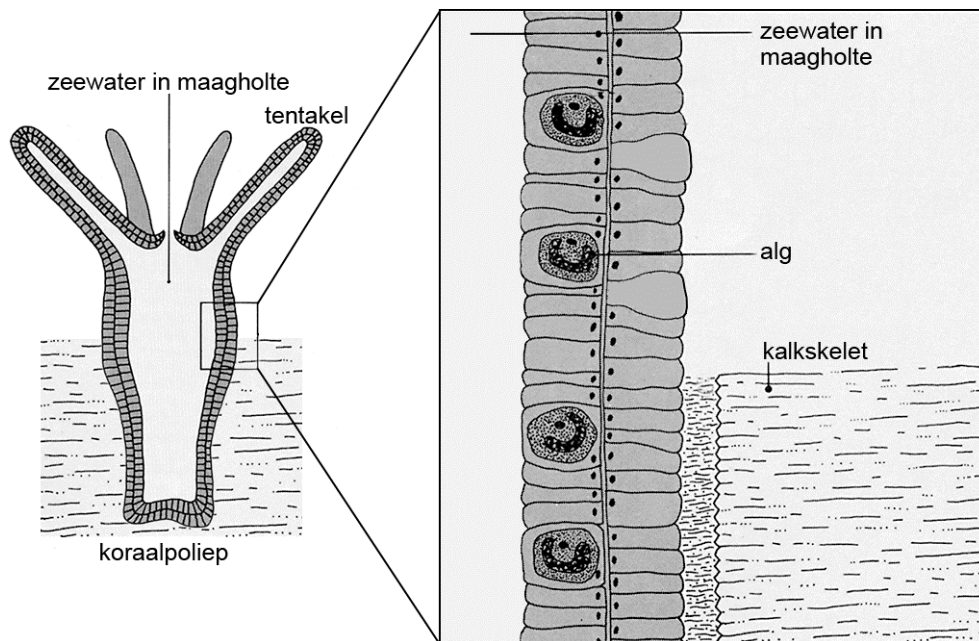 zeewater in maagholte
tentakel
koraalpoliep
zeewater in
maagholte
alg
kalkskelet